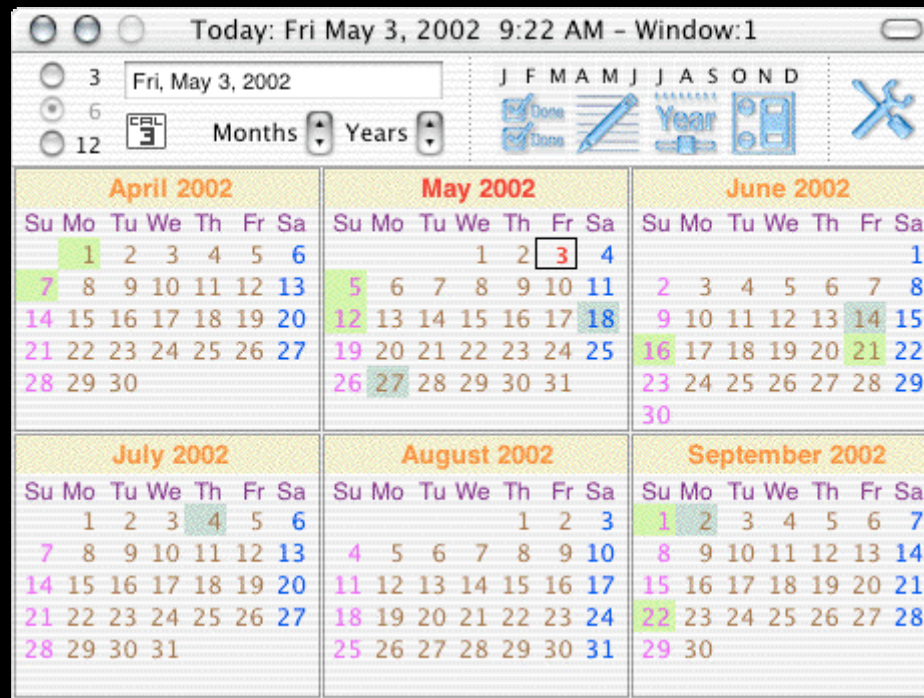 Today: Fri May 3, 2002 9:22 AM – Window:1
3 Fri, May 3, 2002 J F M A M J J A S O N D
6 Done
Done Year
12 CAL 3 Months Years
April 2002 May 2002 June 2002
Su Mo Tu We Th Fr Sa Su Mo Tu We Th Fr Sa Su Mo Tu We Th Fr Sa
1 2 3 4 5 6 1 2 3 4 1
7 8 9 10 11 12 13 5 6 7 8 9 10 11 2 3 4 5 6 7 8
14 15 16 17 18 19 20 12 13 14 15 16 17 18 9 10 11 12 13 14 15
21 22 23 24 25 26 27 19 20 21 22 23 24 25 16 17 18 19 20 21 22
28 29 30 26 27 28 29 30 31 23 24 25 26 27 28 29
30
July 2002 August 2002 September 2002
Su Mo Tu We Th Fr Sa Su Mo Tu We Th Fr Sa Su Mo Tu We Th Fr Sa
1 2 3 4 5 6 1 2 3 1 2 3 4 5 6 7
7 8 9 10 11 12 13 4 5 6 7 8 9 10 8 9 10 11 12 13 14
14 15 16 17 18 19 20 11 12 13 14 15 16 17 15 16 17 18 19 20 21
21 22 23 24 25 26 27 18 19 20 21 22 23 24 22 23 24 25 26 27 28
28 29 30 31 25 26 27 28 29 30 31 29 30